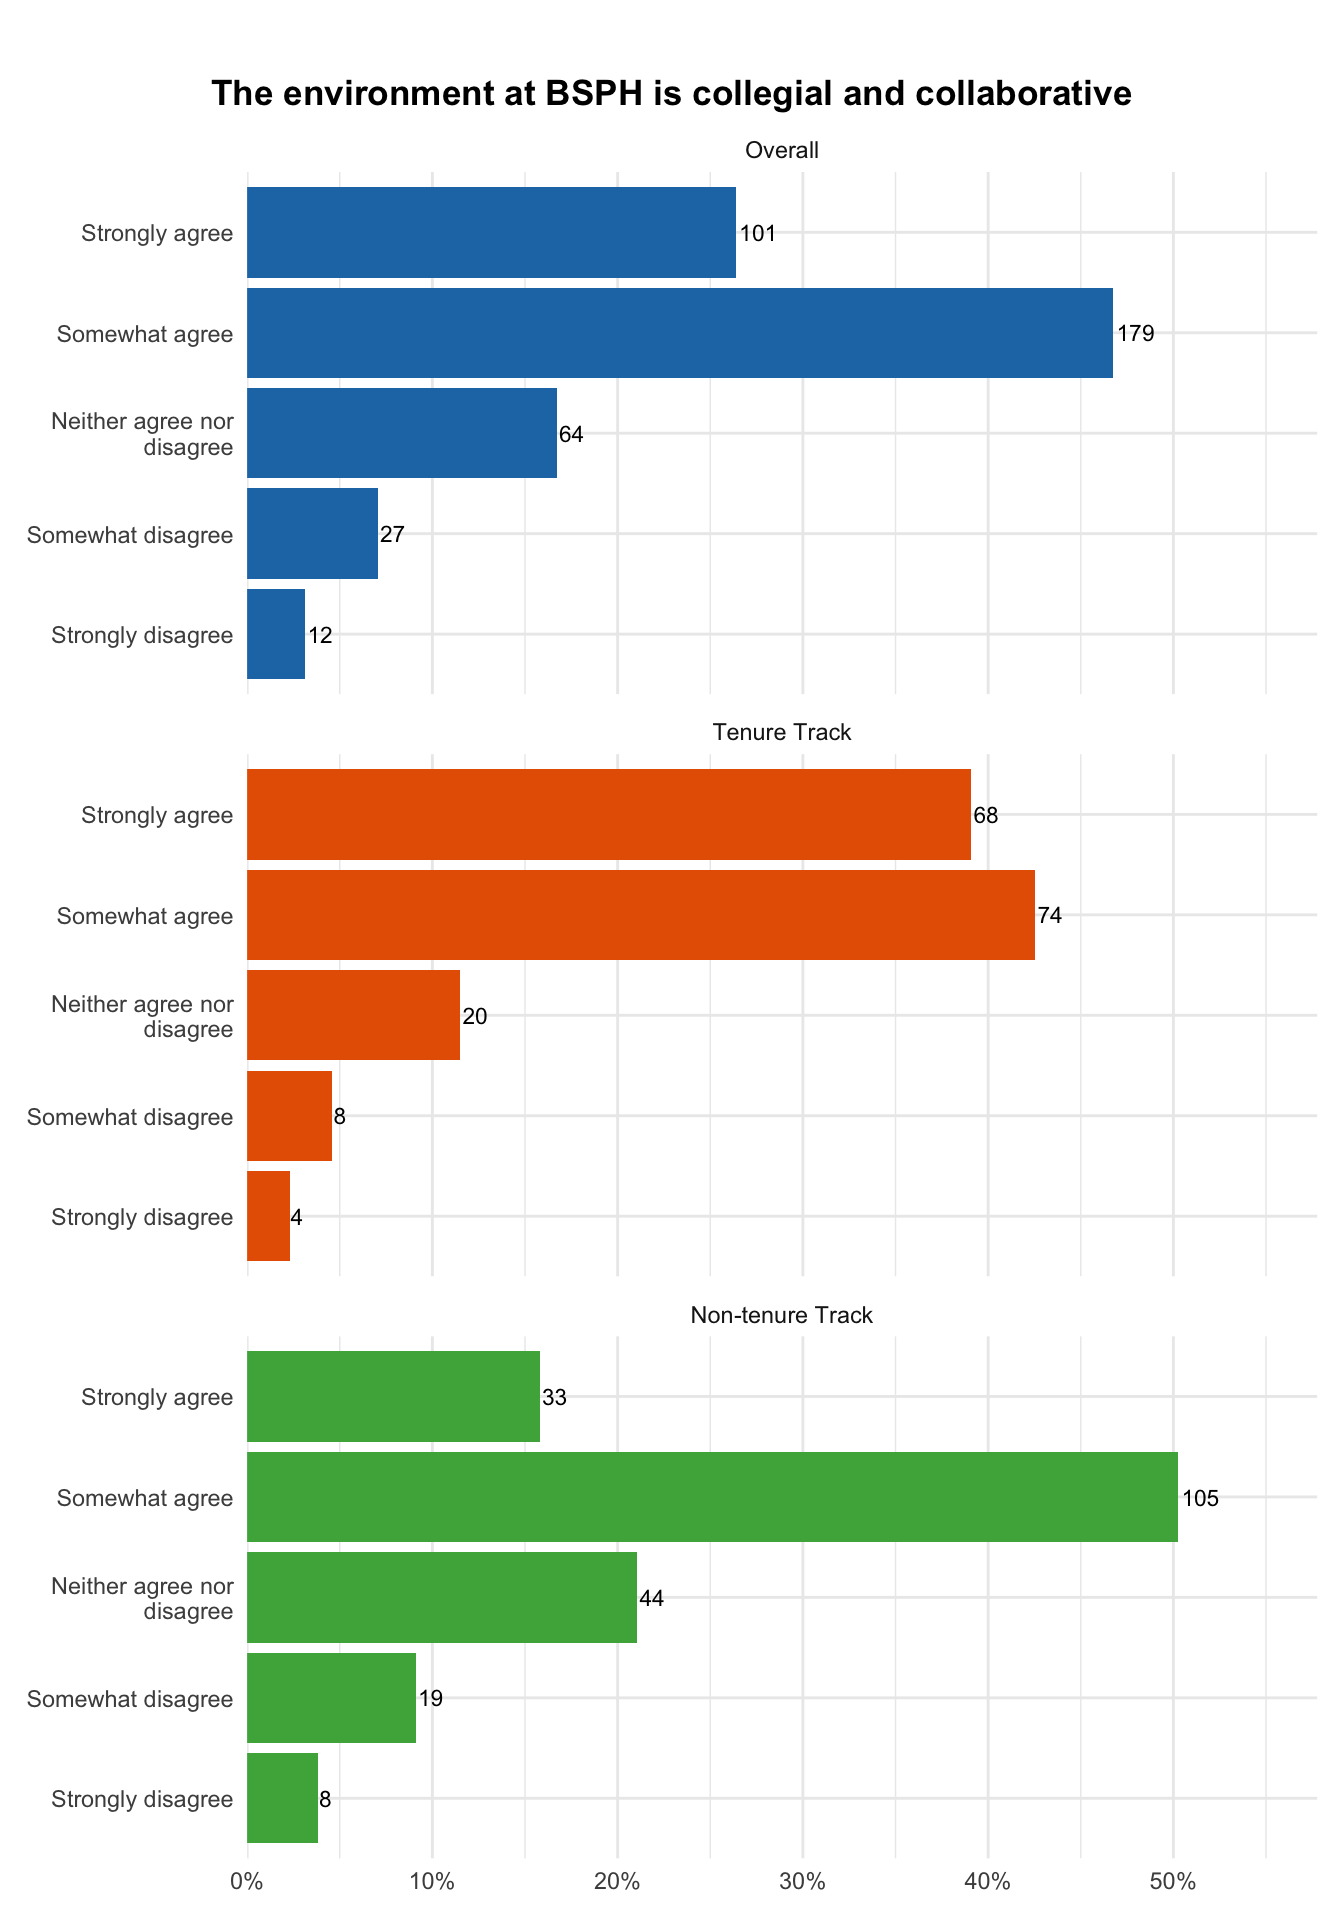 The environment at BSPH is collegial and collaborative
Overall
Strongly agree
101
Somewhat agree
179
Neither agree nor
disagree
64
Somewhat disagree
27
Strongly disagree
12
Tenure Track
Strongly agree
68
Somewhat agree
74
Neither agree nor
disagree
20
Somewhat disagree
8
Strongly disagree
4
Non-tenure Track
Strongly agree
33
Somewhat agree
105
Neither agree nor
disagree
44
Somewhat disagree
19
Strongly disagree
8
0% 10% 20% 30% 40% 50%